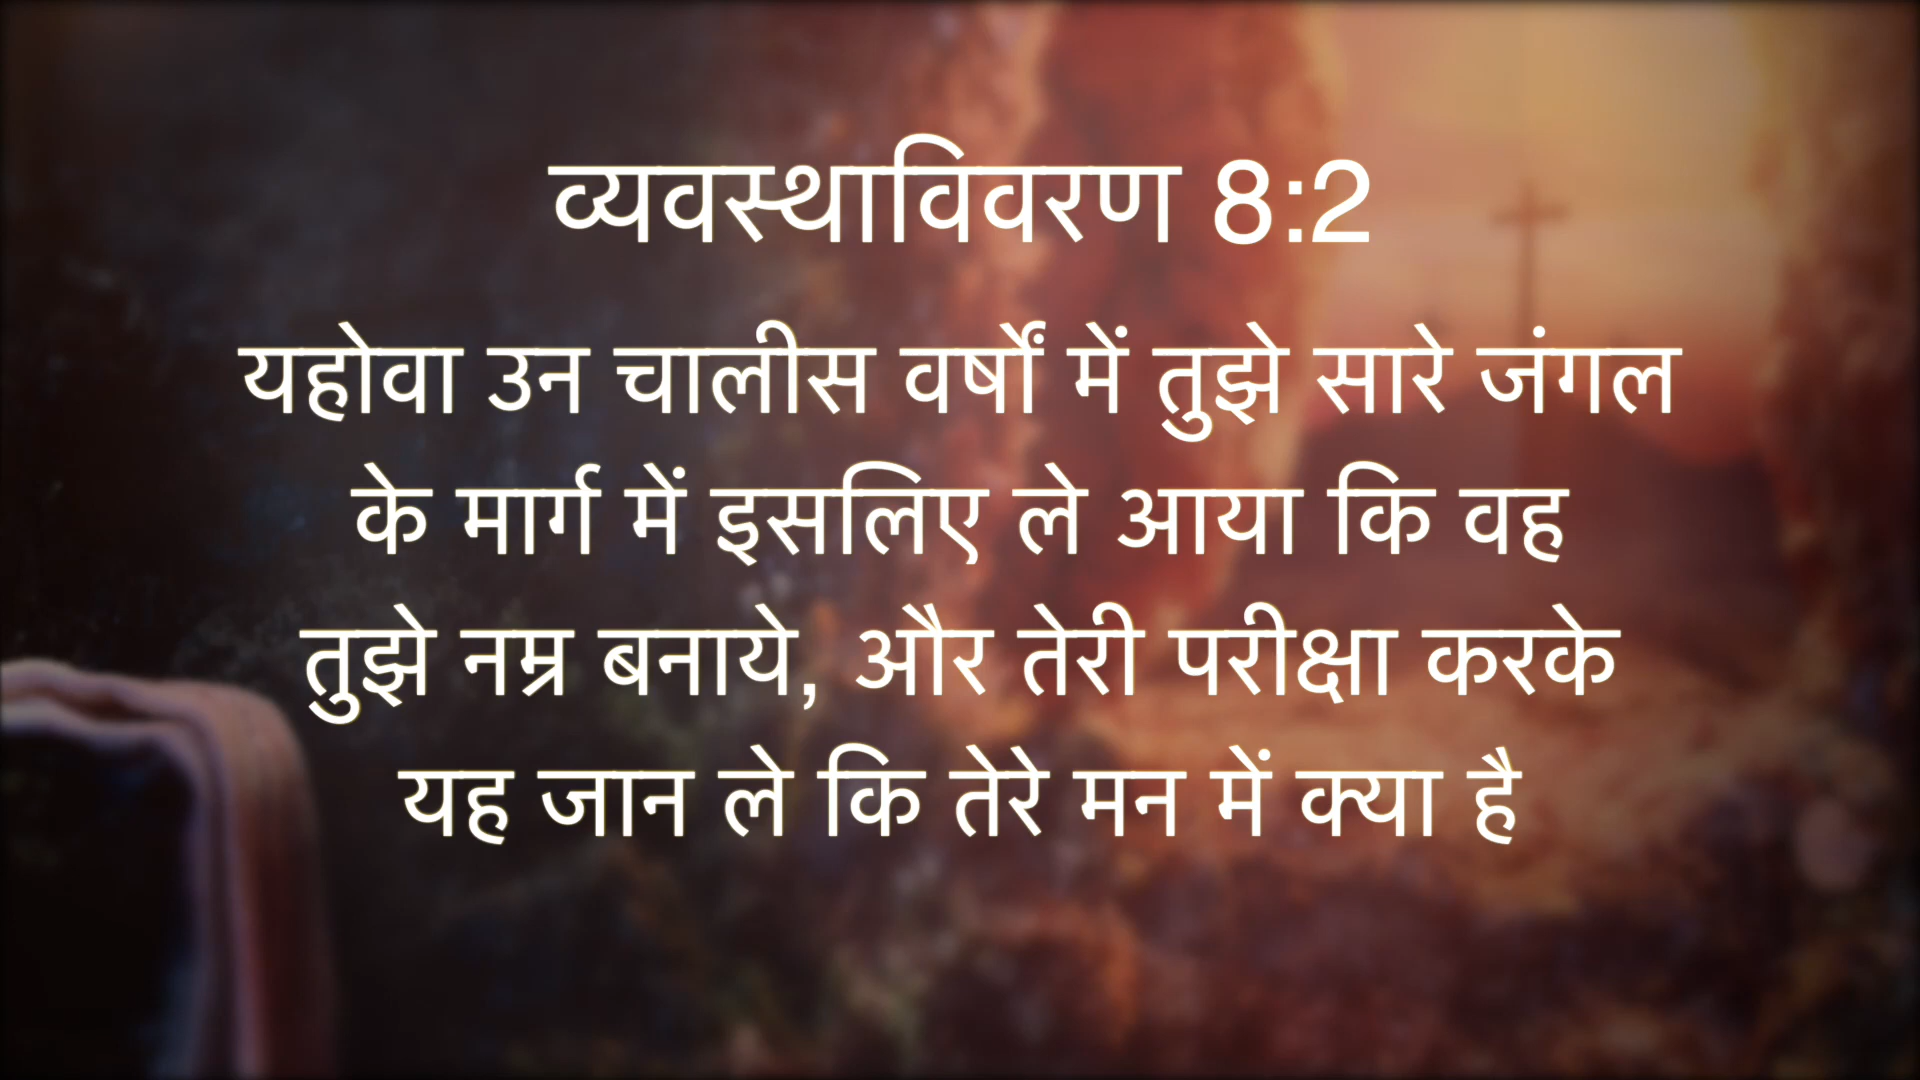 व्यवस्थाविवरण 8:2
यहोवा उन चालीस वर्षों में तुझे सारे जंगल
के मार्ग में इसलिए ले आया कि वह
तुझे नम्र बनाये, और तेरी परीक्षा करके
यह जान ले कि तेरे मन में क्या है